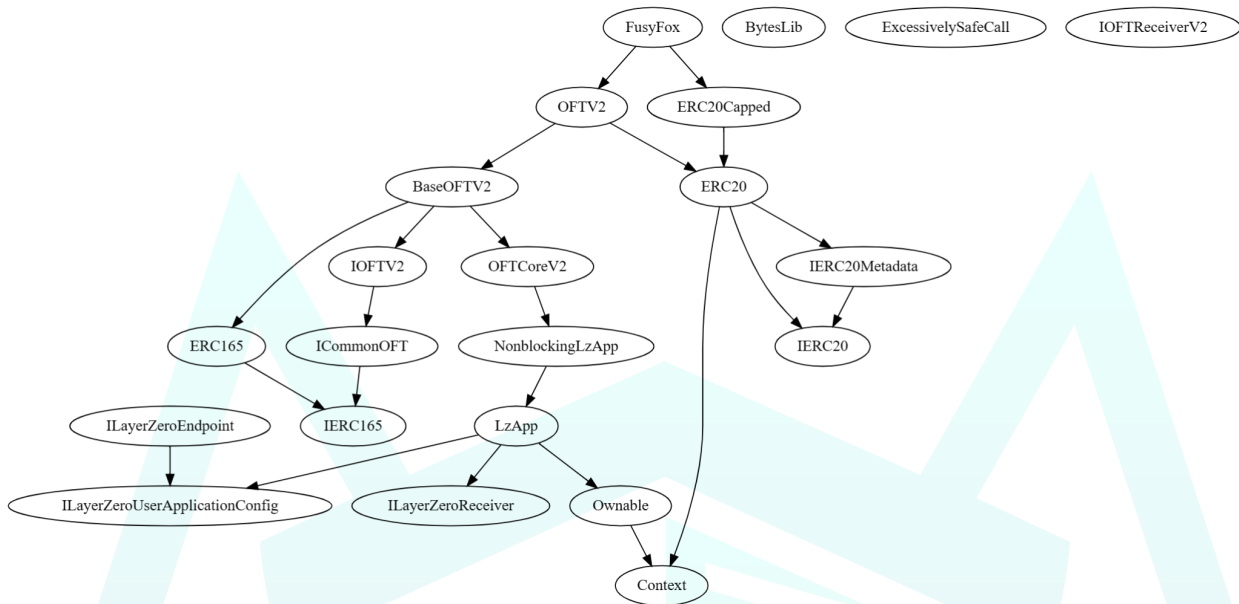 FusyFox
BytesLib
ExcessivelySafeCall
IOFTReceiverV2
OFTV2
ERC20Capped
BaseOFTV2
ERC20
IOFTV2
OFTCoreV2
IERC20Metadata
ERC165
ICommonOFT
NonblockingLzApp
IERC20
ILayerZeroEndpoint
IERC165
LzApp
ILayerZeroUserApplicationConfig
ILayerZeroReceiver
Ownable
Context